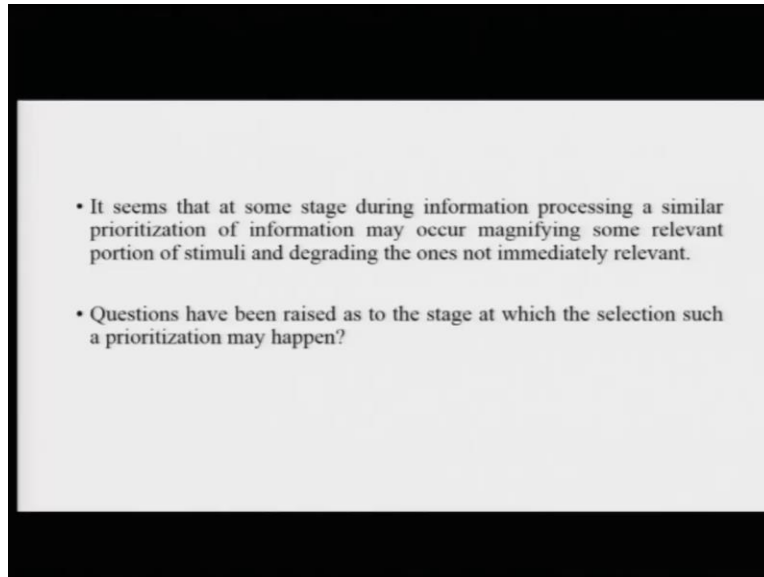 • It seems that at some stage during information processing a similar
prioritization of information may occur magnifying some relevant
portion of stimuli and degrading the ones not immediately relevant.
• Questions have been raised as to the stage at which the selection such
a prioritization may happen?